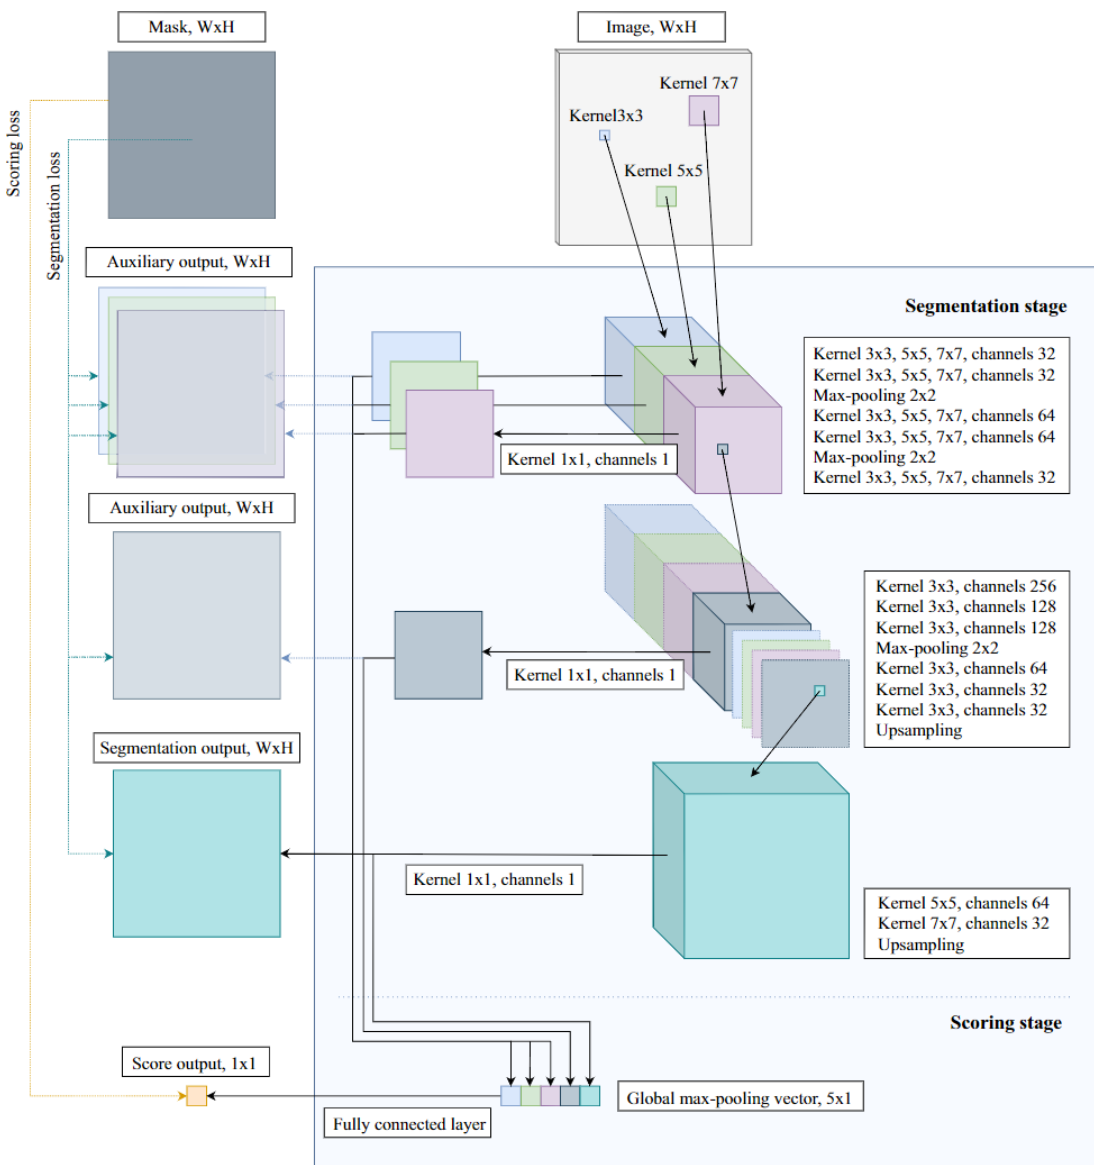 Mask, WxH
Image, WxH
Kernel 7x7
Kernel3x3
Kernel 5x5
Scoring loss
Segmentation loss
Auxiliary output, WxH
Segmentation stage
Kernel 3x3, 5x5, 7x7, channels 32
Kernel 3x3, 5x5, 7x7, channels 32
Max-pooling 2x2
Kernel 3x3, 5x5, 7x7, channels 64
Kernel 3x3, 5x5, 7x7, channels 64
Max-pooling 2x2
Kernel 3x3, 5x5, 7x7, channels 32
Kernel 1x1, channels 1
Auxiliary output, WxH
Kernel 3x3, channels 256
Kernel 3x3, channels 128
Kernel 3x3, channels 128
Max-pooling 2x2
Kernel 3x3, channels 64
Kernel 3x3, channels 32
Kernel 3x3, channels 32
Upsampling
Kernel 1x1, channels 1
Segmentation output, WxH
Kernel 1x1, channels 1
Kernel 5x5, channels 64
Kernel 7x7, channels 32
Upsampling
Scoring stage
Score output, 1x1
Global max-pooling vector, 5x1
Fully connected layer